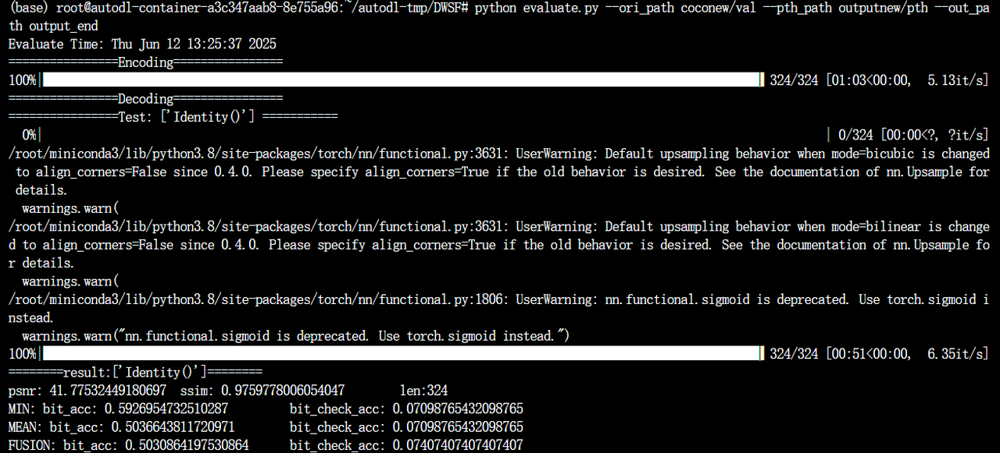 (base) root@autodl-container-a3c347aab8-8e755a96:~/autodl-tmp/DWSF# python evaluate.py --ori_path coconew/val --pth_path outputnew/pth --out_pa
th output_end
Evaluate Time: Thu Jun 12 13:25:37 2025
================Encoding================
100%| | 324/324 [01:03<00:00, 5.13it/s]
================Decoding================
================Test: ['Identity()'] ===========
0%| | 0/324 [00:00<?, ?it/s]
/root/miniconda3/lib/python3.8/site-packages/torch/nn/functional.py:3631: UserWarning: Default upsampling behavior when mode=bicubic is changed
to align_corners=False since 0.4.0. Please specify align_corners=True if the old behavior is desired. See the documentation of nn.Upsample for
details.
warnings.warn(
/root/miniconda3/lib/python3.8/site-packages/torch/nn/functional.py:3631: UserWarning: Default upsampling behavior when mode=bilinear is change
d to align_corners=False since 0.4.0. Please specify align_corners=True if the old behavior is desired. See the documentation of nn.Upsample fo
r details.
warnings.warn(
/root/miniconda3/lib/python3.8/site-packages/torch/nn/functional.py:1806: UserWarning: nn.functional.sigmoid is deprecated. Use torch.sigmoid i
nstead.
warnings.warn("nn.functional.sigmoid is deprecated. Use torch.sigmoid instead.")
100%| | 324/324 [00:51<00:00, 6.35it/s]
========result:['Identity()']========
psnr: 41.77532449180697 ssim: 0.9759778006054047 len:324
MIN: bit_acc: 0.5926954732510287 bit_check_acc: 0.07098765432098765
MEAN: bit_acc: 0.5036643811720971 bit_check_acc: 0.07098765432098765
FUSION: bit_acc: 0.5030864197530864 bit_check_acc: 0.07407407407407407